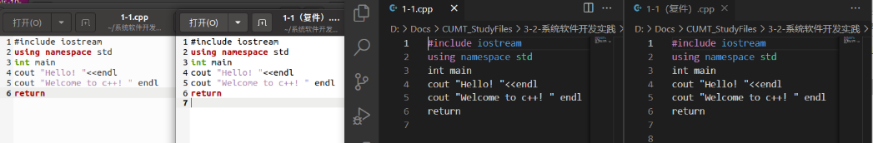 打开(O)
1-1.cpp
~/系统软件开发...
1 #include iostream
2 using namespace std
3 int main
4 cout "Hello! "<<endl
5 cout "Welcome to c++! " endl
6 return
打开(O)
1-1（复件）....
~/系统软件开发...
1 #include iostream
2 using namespace std
3 int main
4 cout "Hello! "<<endl
5 cout "Welcome to c++! " endl
6 return
7
1-1.cpp
D: > Docs > CUMT_StudyFiles > 3-2-系统软件开发实践
1 #include iostream
2 using namespace std
3 int main
4 cout "Hello! "<<endl
5 cout "Welcome to c++! " endl
6 return
7
1-1（复件）.cpp
D: > Docs > CUMT_StudyFiles > 3-2-系统软件开发实践
1 #include iostream
2 using namespace std
3 int main
4 cout "Hello! "<<endl
5 cout "Welcome to c++! " endl
6 return
7
8